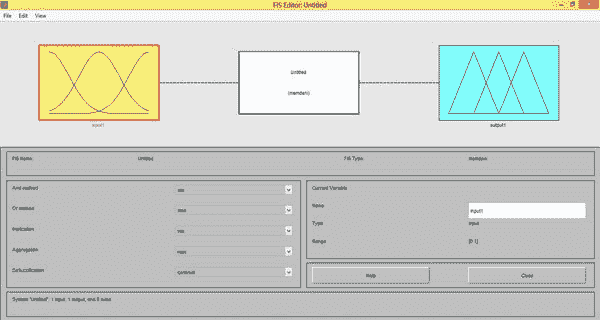 FIS Editor: Untitled
File Edit View
Untitled
(mamdani)
input1
output1
FIS Name: Untitled FIS Type: mamdani
And method min
Or method max
Implication min
Aggregation max
Defuzzification centroid
Current Variable
Name input1
Type input
Range [0 1]
Help Close
System "Untitled": 1 input, 1 output, and 0 rules